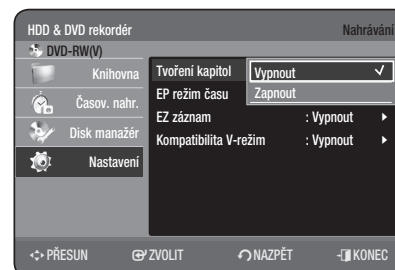 HDD & DVD rekordér Nahrávání
DVD-RW(V)
Knihovna
Časov. nahr.
Disk manažér
Nastavení
Tvoření kapitol Vypnout
EP režim času Zapnout
EZ záznam : Vypnout
Kompatibilita V-režim : Vypnout
PŘESUN ZVOLIT NAZPĚT KONEC